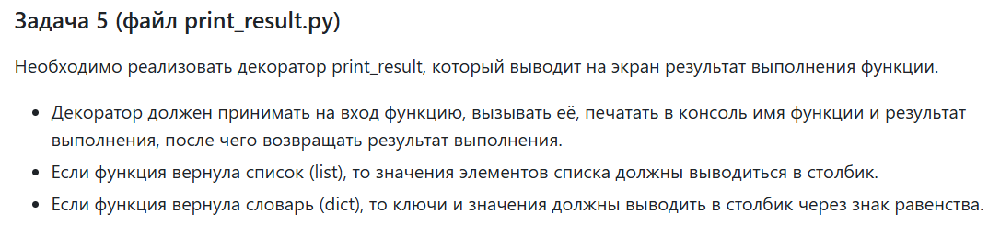 Задача 5 (файл print_result.py)
Необходимо реализовать декоратор print_result, который выводит на экран результат выполнения функции.
• Декоратор должен принимать на вход функцию, вызывать её, печатать в консоль имя функции и результат
выполнения, после чего возвращать результат выполнения.
• Если функция вернула список (list), то значения элементов списка должны выводиться в столбик.
• Если функция вернула словарь (dict), то ключи и значения должны выводить в столбик через знак равенства.